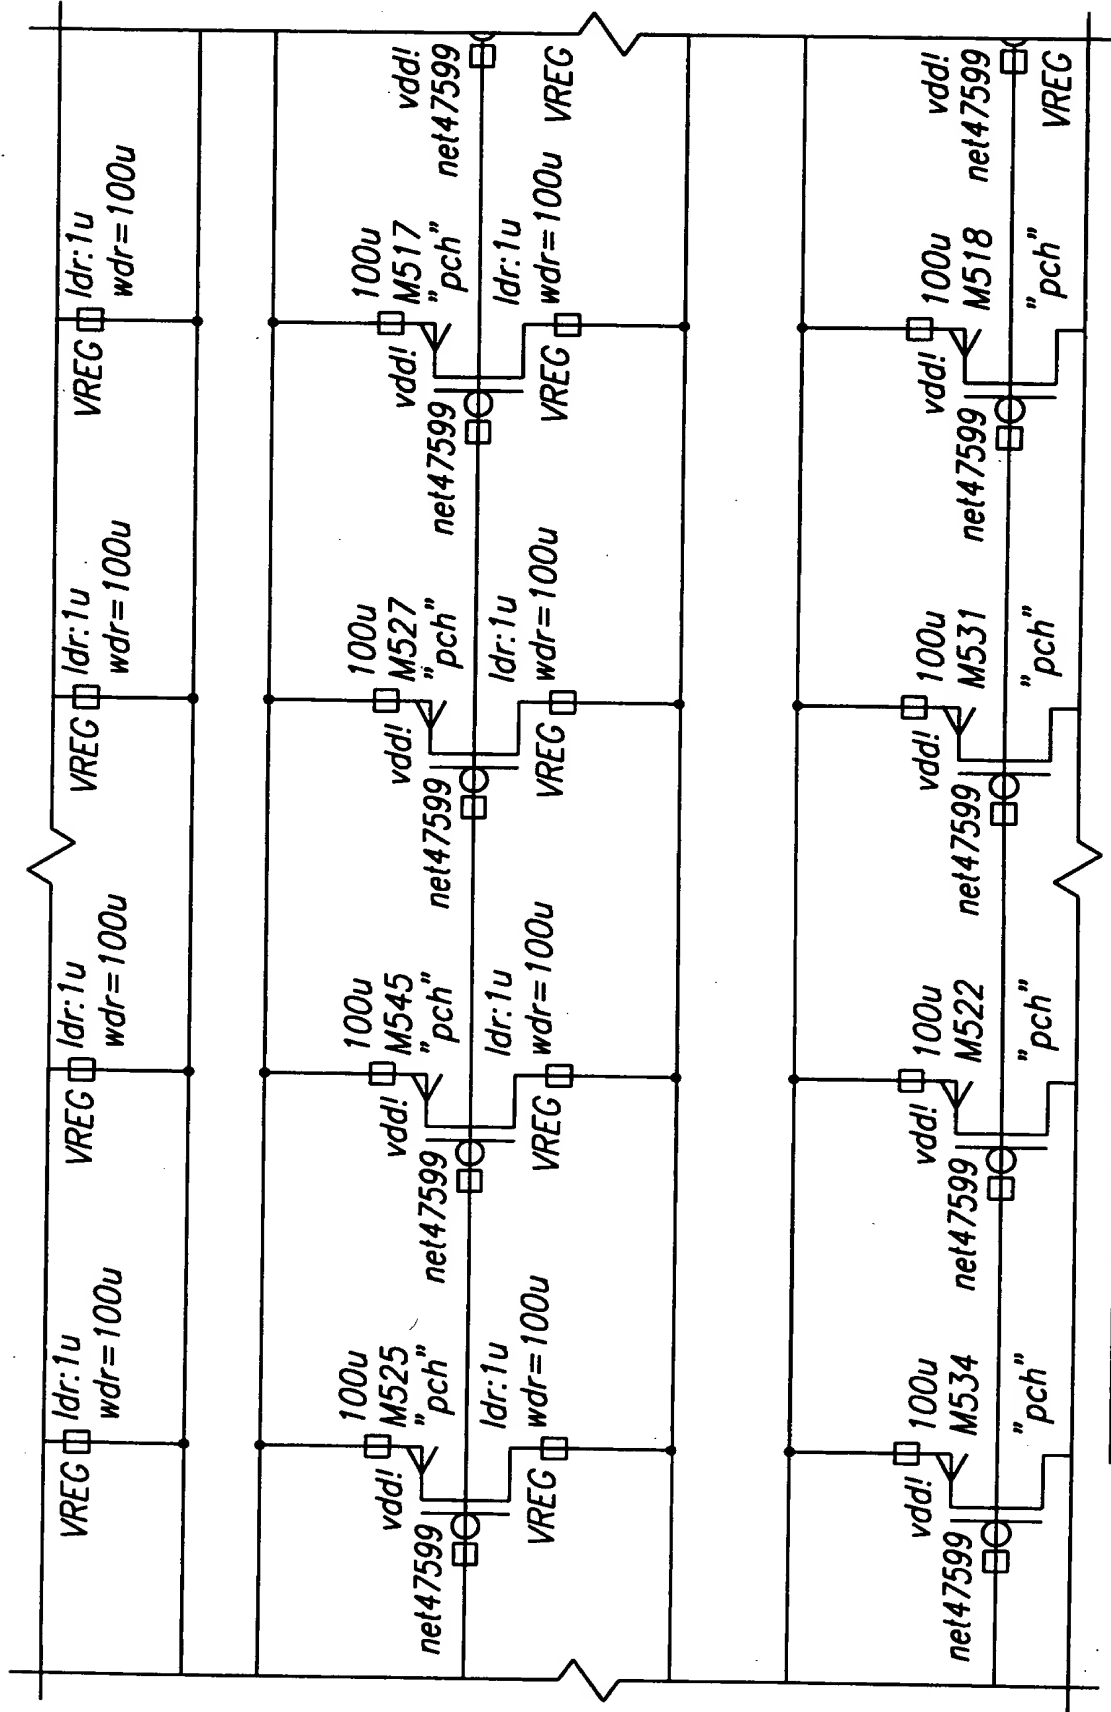 VREG ldr:1u
wdr=100u
VREG ldr:1u
wdr=100u
VREG ldr:1u
wdr=100u
VREG ldr:1u
wdr=100u
100u
M525
vdd!
"pch"
net47599
ldr:1u
VREG wdr=100u
100u
M545
vdd!
"pch"
net47599
ldr:1u
VREG wdr=100u
100u
M527
vdd!
"pch"
net47599
ldr:1u
VREG wdr=100u
100u
M517
vdd!
"pch"
net47599
ldr:1u
VREG wdr=100u
vdd!
net47599
VREG
100u
vdd!
M534
net47599
"pch"
100u
vdd!
M522
net47599
"pch"
100u
vdd!
M531
net47599
"pch"
100u
vdd!
M518
net47599
"pch"
vdd!
net47599
VREG